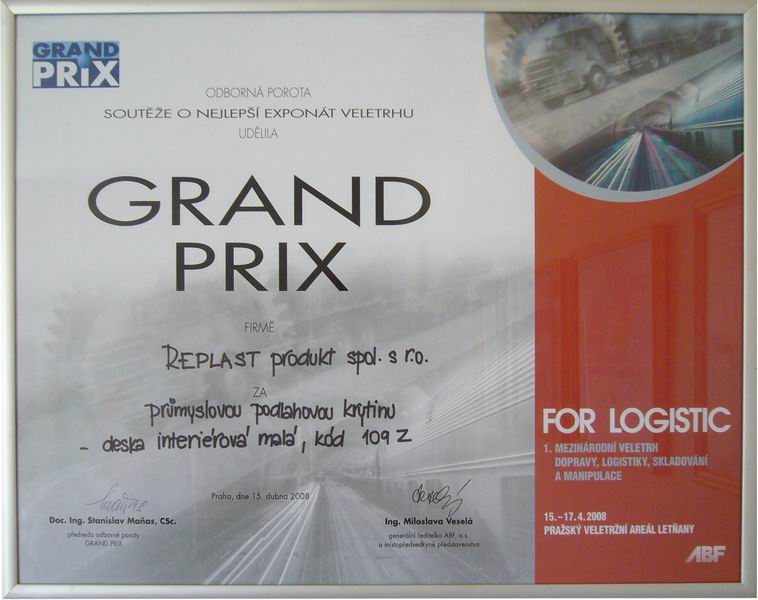 GRAND
PRiX
ODBORNÁ POROTA
SOUTĚŽE O NEJLEPŠÍ EXPONÁT VELETRHU
UDĚLILA
GRAND
PRIX
FIRMĚ
REPLAST produkt spol. s r.o.
ZA
průmyslovou podlahovou krytinu
- deska interiérová malá, kód 109 Z
Praha, dne 15. dubna 2008
Doc. Ing. Stanislav Maňas, CSc.
předseda odborné poroty
GRAND PRIX
Ing. Miloslava Veselá
generální ředitelka ABF, a.s.
a místopředsedkyně představenstva
FOR LOGISTIC
1. MEZINÁRODNÍ VELETRH
DOPRAVY, LOGISTIKY, SKLADOVÁNÍ
A MANIPULACE
15.–17. 4. 2008
PRAŽSKÝ VELETRŽNÍ AREÁL LETŇANY
ABF